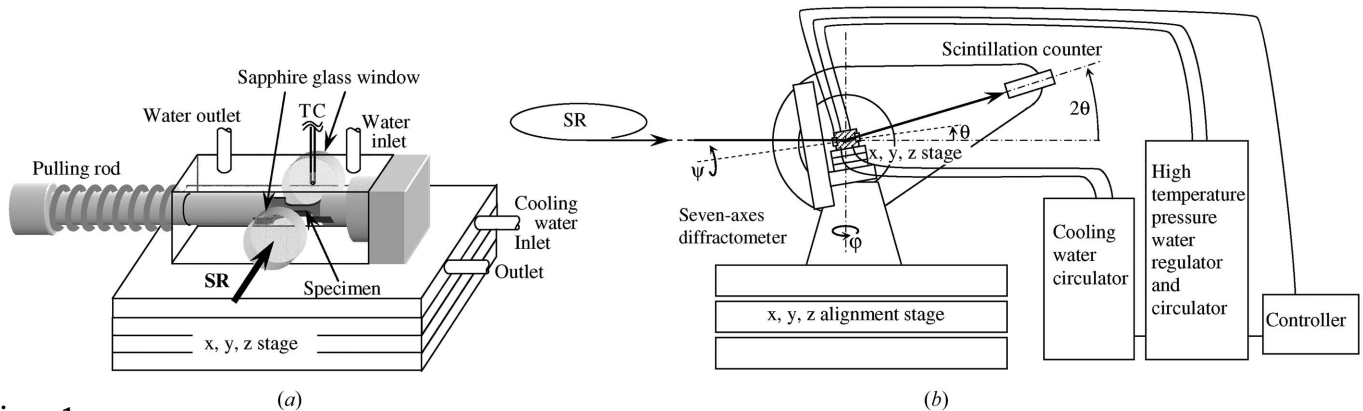 Sapphire glass window
Water outlet
TC
Water
inlet
Pulling rod
Cooling
water
Inlet
Outlet
SR
Specimen
x, y, z stage
(a)
SR
Scintillation counter
2θ
θ
x, y, z stage
ψ
Seven-axes
diffractometer
φ
x, y, z alignment stage
Cooling
water
circulator
High
temperature
pressure
water
regulator
and
circulator
Controller
(b)